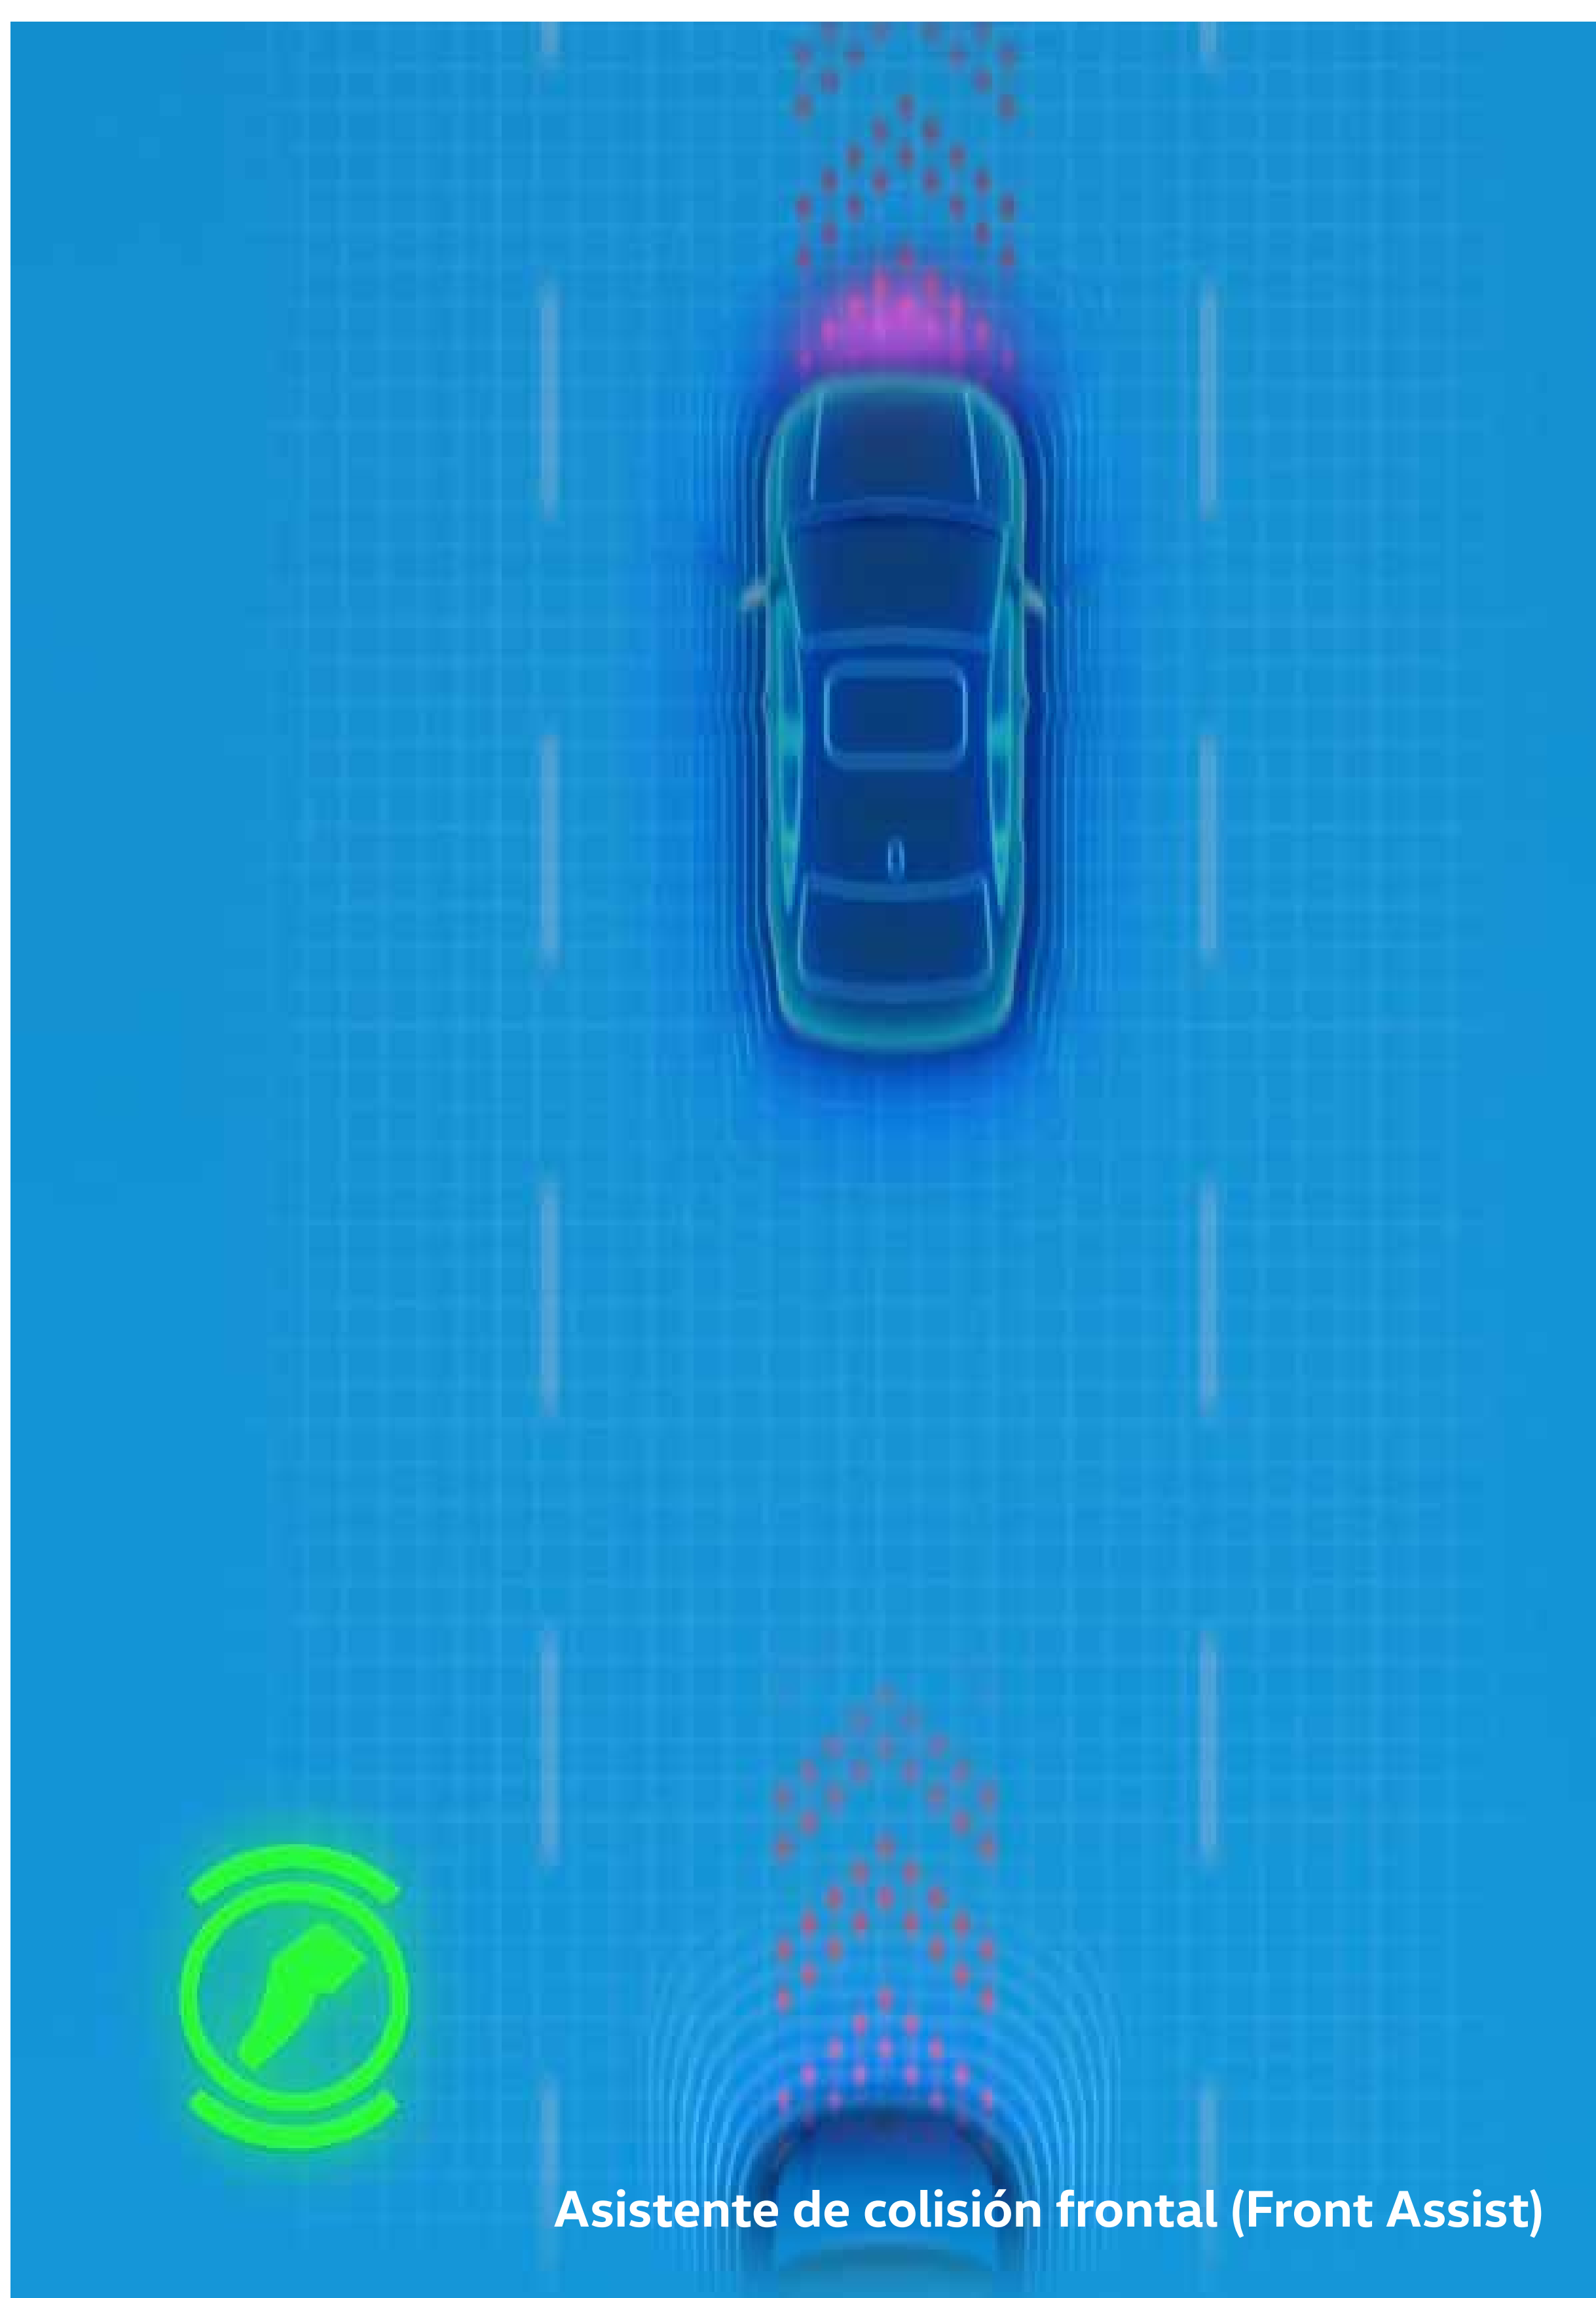 Asistente de colisión frontal (Front Assist)